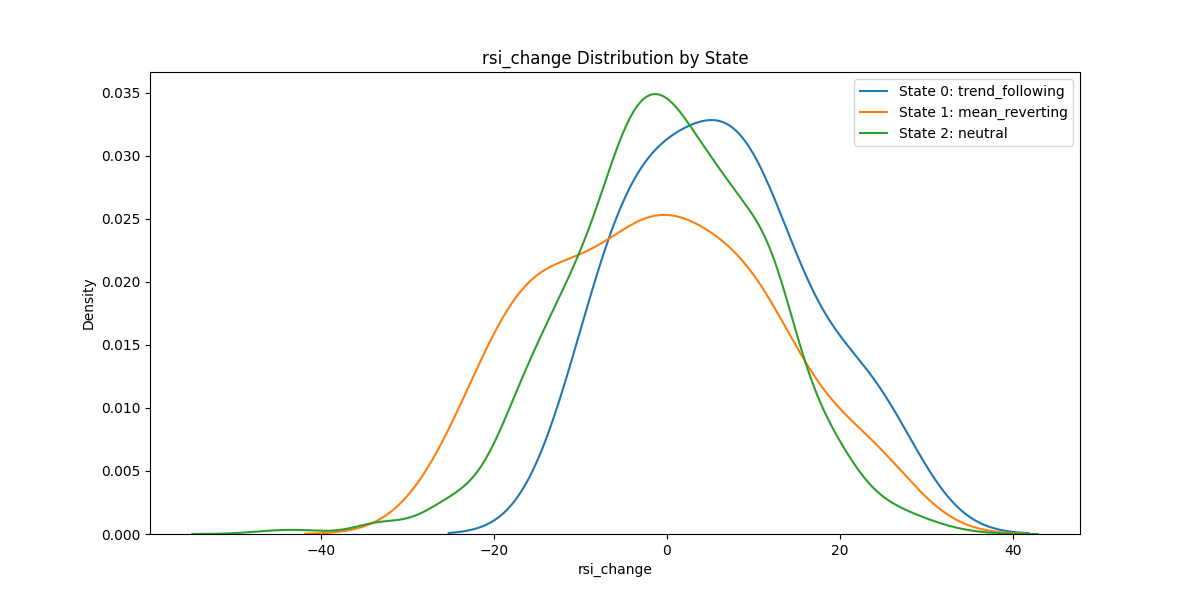 rsi_change Distribution by State
State 0: trend_following
State 1: mean_reverting
State 2: neutral
Density
0.035
0.030
0.025
0.020
0.015
0.010
0.005
0.000
−40
−20
0
20
40
rsi_change